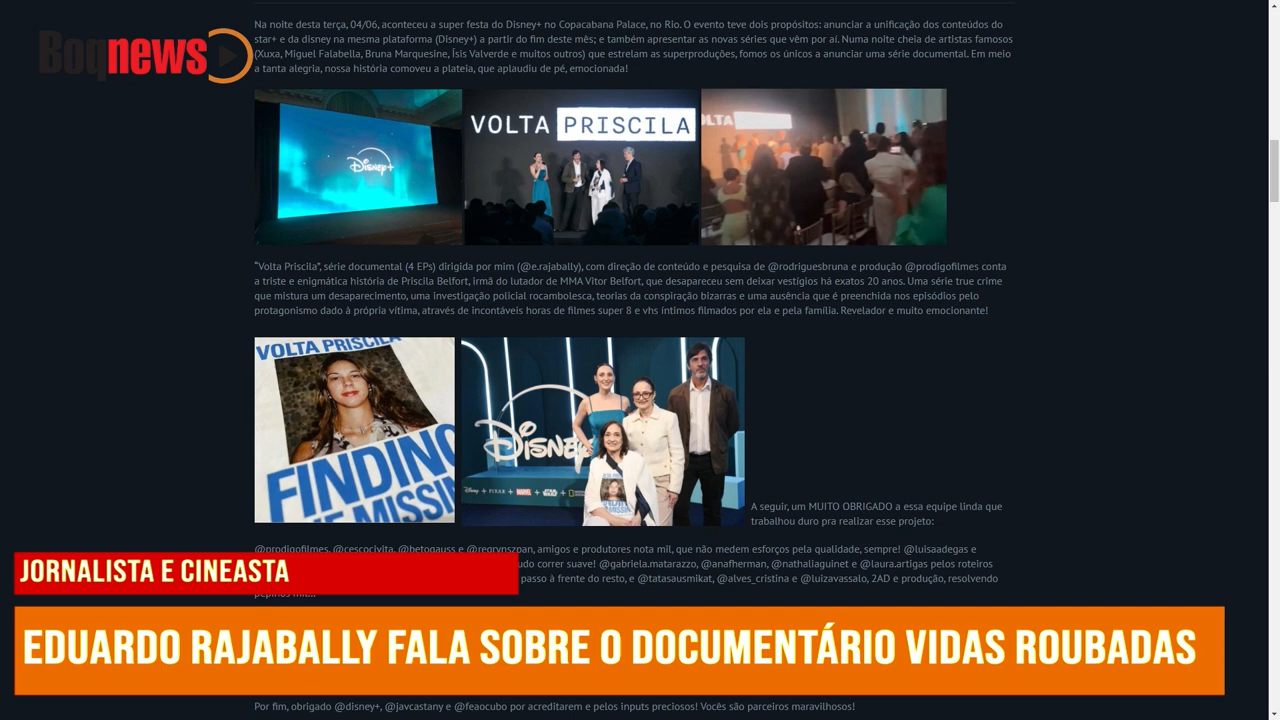 Na noite desta terça, 04/06, aconteceu a super festa do Disney+ no Copacabana Palace, no Rio. O evento teve dois propósitos: anunciar a unificação dos conteúdos do
star+ e da disney na mesma plataforma (Disney+) a partir do fim deste mês; e também apresentar as novas séries que vêm por aí. Numa noite cheia de artistas famosos
(Xuxa, Miguel Falabella, Bruna Marquesine, Ísis Valverde e muitos outros) que estrelam as superproduções, fomos os únicos a anunciar uma série documental. Em meio
a tanta alegria, nossa história comoveu a plateia, que aplaudiu de pé, emocionada!
Boqnews
Disney+
VOLTA PRISCILA
“Volta Priscila”, série documental (4 EPs) dirigida por mim (@e.rajabally), com direção de conteúdo e pesquisa de @rodriguesbruna e produção @prodigofilmes conta
a triste e enigmática história de Priscila Belfort, irmã do lutador de MMA Vitor Belfort, que desapareceu sem deixar vestígios há exatos 20 anos. Uma série true crime
que mistura um desaparecimento, uma investigação policial rocambolesca, teorias da conspiração bizarras e uma ausência que é preenchida nos episódios pelo
protagonismo dado à própria vítima, através de incontáveis horas de filmes super 8 e vhs íntimos filmados por ela e pela família. Revelador e muito emocionante!
VOLTA PRISCILA
FINDING
MISSIN
Disney
Disney + PIXAR + MARVEL + STAR WARS + NATIONAL
A seguir, um MUITO OBRIGADO a essa equipe linda que
trabalhou duro pra realizar esse projeto:
@prodigofilmes, @cescocivita, @betogauss e @regrynszpan, amigos e produtores nota mil, que não medem esforços pela qualidade, sempre! @luisaadegas e
udo correr suave! @gabriela.matarazzo, @anafherman, @nathaliaguinet e @laura.artigas pelos roteiros
passo à frente do resto, e @tatasausmikat, @alves_cristina e @luizavassalo, 2AD e produção, resolvendo
JORNALISTA E CINEASTA
EDUARDO RAJABALLY FALA SOBRE O DOCUMENTÁRIO VIDAS ROUBADAS
Por fim, obrigado @disney+, @javcastany e @feaocubo por acreditarem e pelos inputs preciosos! Vocês são parceiros maravilhosos!